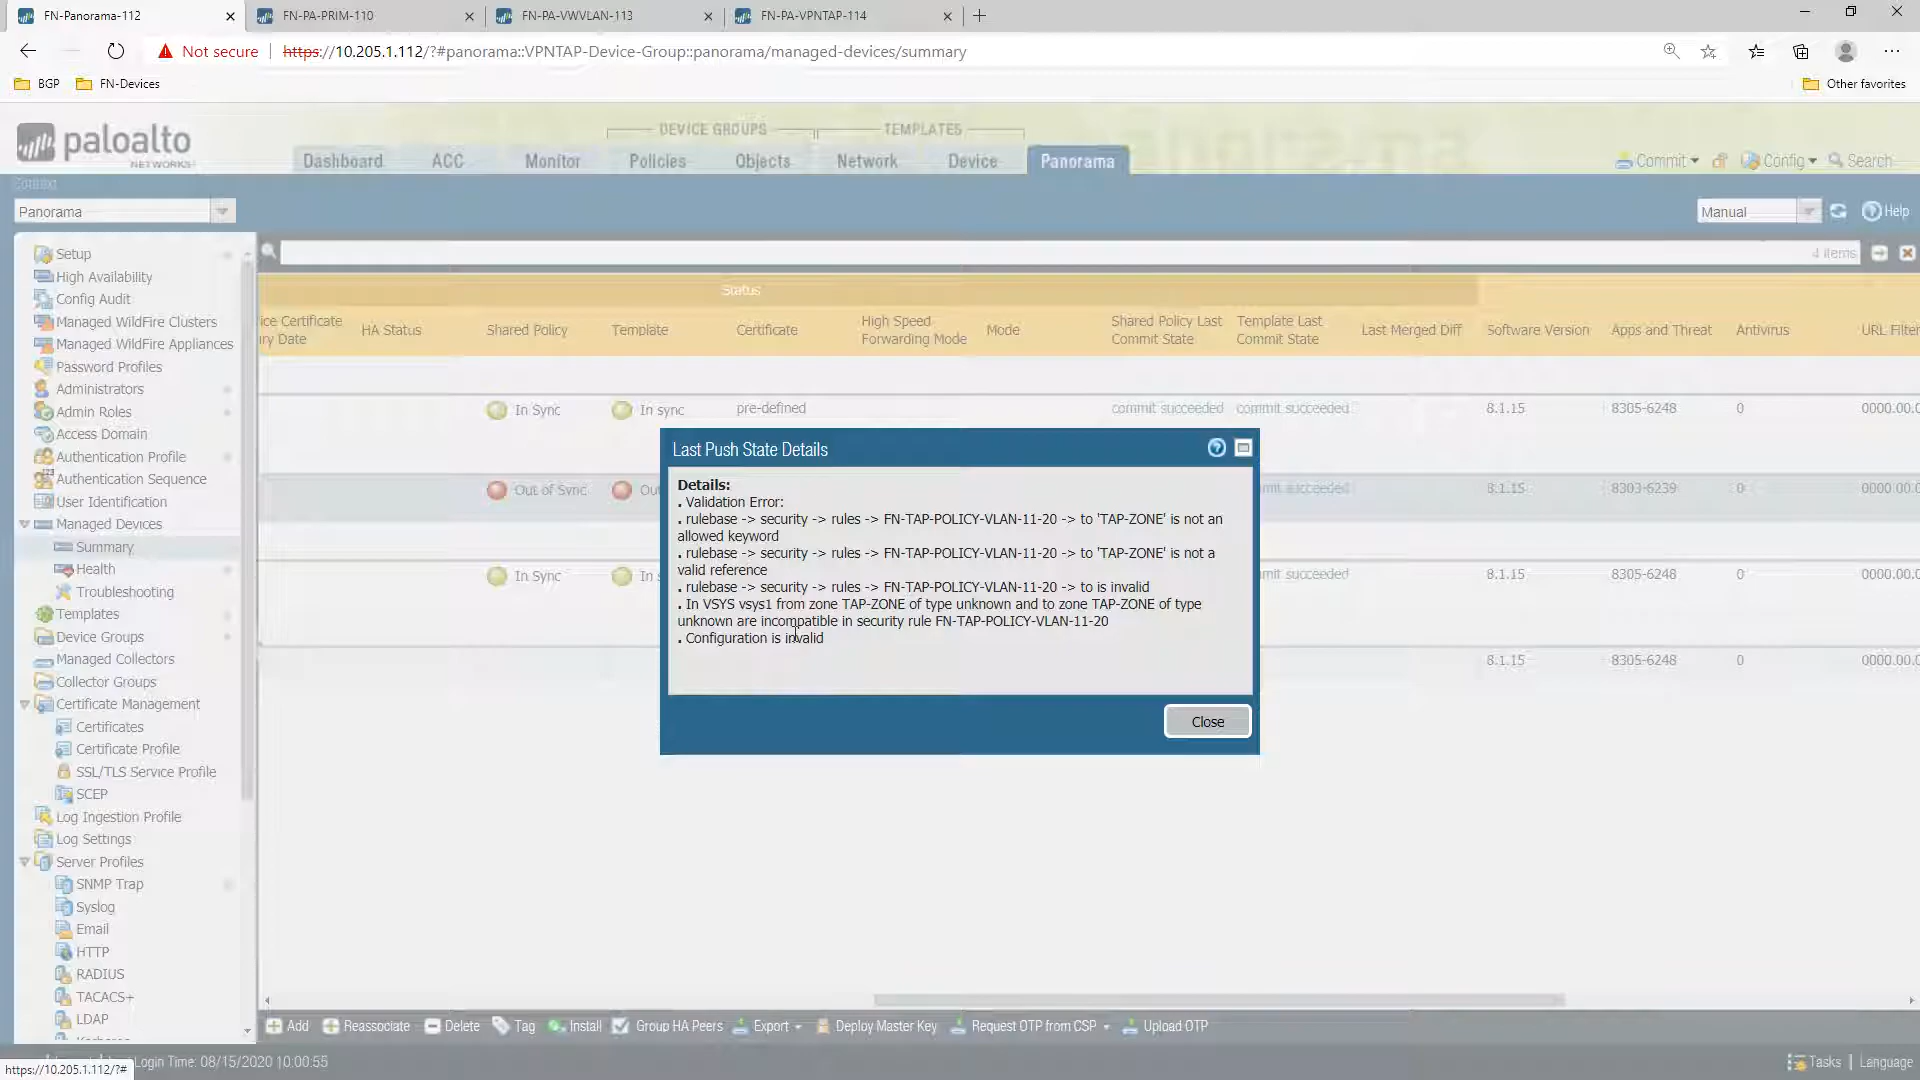 FN-Panorama-112
FN-PA-PRIM-110
FN-PA-VWVLAN-113
FN-PA-VPNTAP-114
Not secure
https://10.205.1.112/?#panorama::VPNTAP-Device-Group::panorama/managed-devices/summary
BGP
FN-Devices
Other favorites
paloalto
NETWORKS
DEVICE GROUPS
TEMPLATES
Dashboard
ACC
Monitor
Policies
Objects
Network
Device
Panorama
Commit
Config
Search
Context
Panorama
Manual
Help
Setup
High Availability
Config Audit
Managed WildFire Clusters
Managed WildFire Appliances
Password Profiles
Administrators
Admin Roles
Access Domain
Authentication Profile
Authentication Sequence
User Identification
Managed Devices
Summary
Health
Troubleshooting
Templates
Device Groups
Managed Collectors
Collector Groups
Certificate Management
Certificates
Certificate Profile
SSL/TLS Service Profile
SCEP
Log Ingestion Profile
Log Settings
Server Profiles
SNMP Trap
Syslog
Email
HTTP
RADIUS
TACACS+
LDAP
4 items
Status
ice Certificate
ry Date
HA Status
Shared Policy
Template
Certificate
High Speed
Forwarding Mode
Mode
Shared Policy Last
Commit State
Template Last
Commit State
Last Merged Diff
Software Version
Apps and Threat
Antivirus
URL Filter
In Sync
In sync
pre-defined
commit succeeded
commit succeeded
8.1.15
8305-6248
0
0000.00.0
Out of Sync
Out
mit succeeded
8.1.15
8303-6239
0
0000.00.0
In Sync
In s
mit succeeded
8.1.15
8305-6248
0
0000.00.0
8.1.15
8305-6248
0
0000.00.0
Last Push State Details
Details:
. Validation Error:
. rulebase -> security -> rules -> FN-TAP-POLICY-VLAN-11-20 -> to 'TAP-ZONE' is not an
allowed keyword
. rulebase -> security -> rules -> FN-TAP-POLICY-VLAN-11-20 -> to 'TAP-ZONE' is not a
valid reference
. rulebase -> security -> rules -> FN-TAP-POLICY-VLAN-11-20 -> to is invalid
. In VSYS vsys1 from zone TAP-ZONE of type unknown and to zone TAP-ZONE of type
unknown are incompatible in security rule FN-TAP-POLICY-VLAN-11-20
. Configuration is invalid
Close
Add
Reassociate
Delete
Tag
Install
Group HA Peers
Export
Deploy Master Key
Request OTP from CSP
Upload OTP
Login Time: 08/15/2020 10:00:55
https://10.205.1.112/?#
Tasks
Language